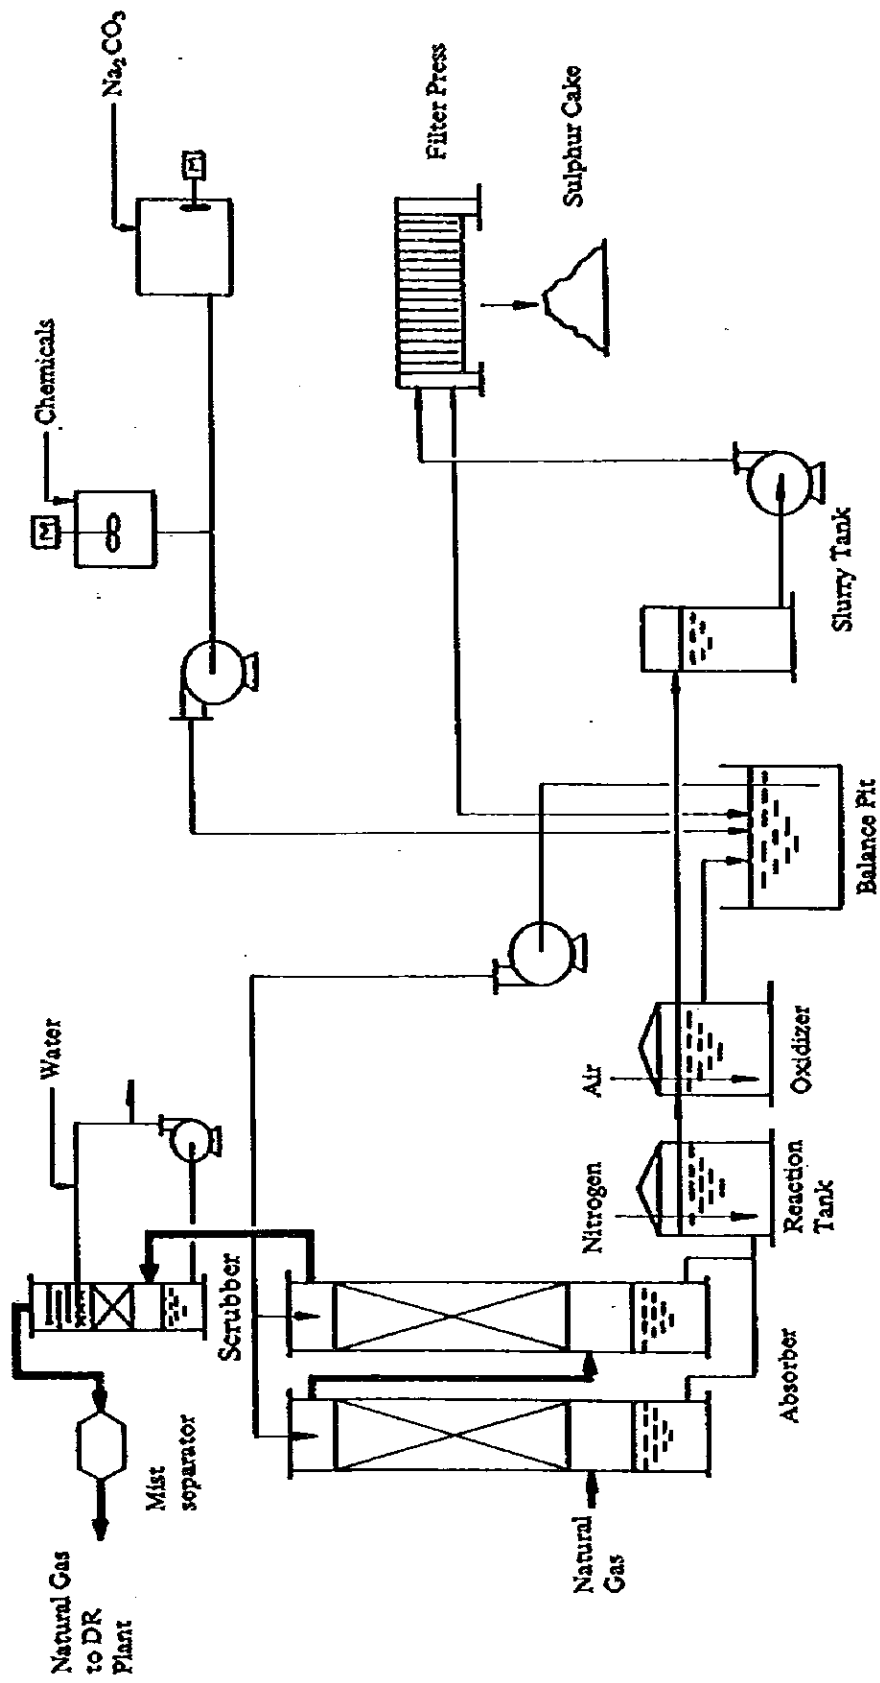 Natural Gas
to DR
Plant
Mist
separator
Scrubber
Water
M
Chemicals
Na₂CO₃
M
Natural
Gas
Absorber
Nitrogen
Reaction
Tank
Air
Oxidizer
Balance Pit
Slurry Tank
Filter Press
Sulphur Cake